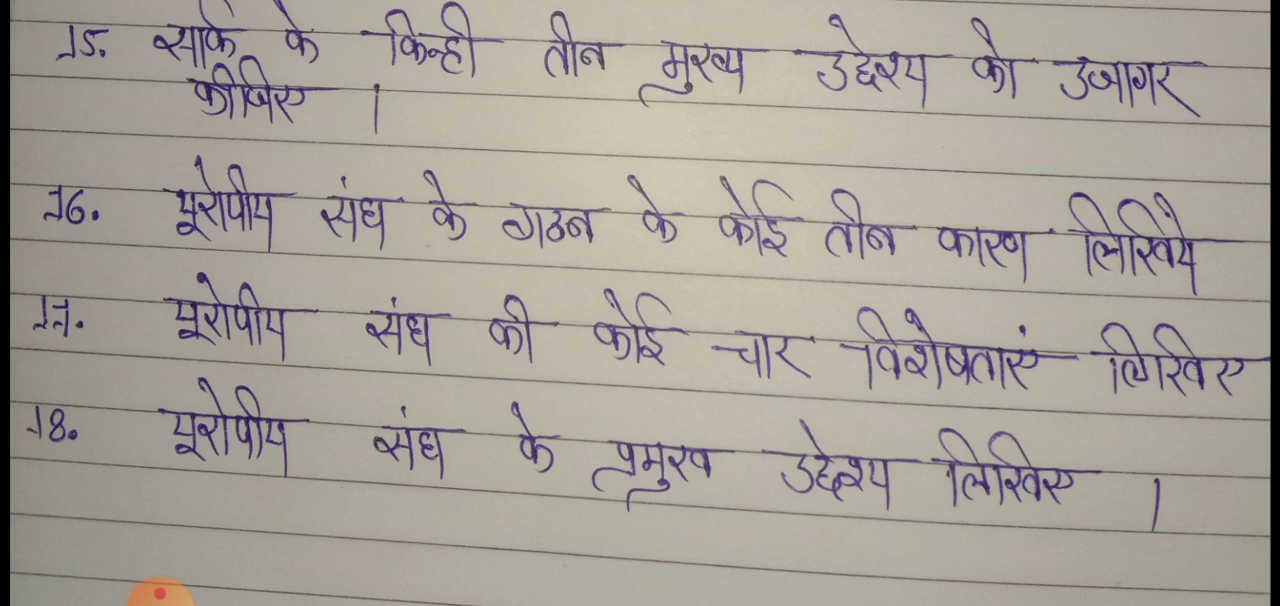 15. सार्क के किन्ही तीन मुख्य उद्देश्य को उजागर
कीजिए ।
16. यूरोपीय संघ के गठन के कोई तीन कारण लिखिये
17. यूरोपीय संघ की कोई चार विशेषताएं लिखिए
18. यूरोपीय संघ के प्रमुख उद्देश्य लिखिए ।